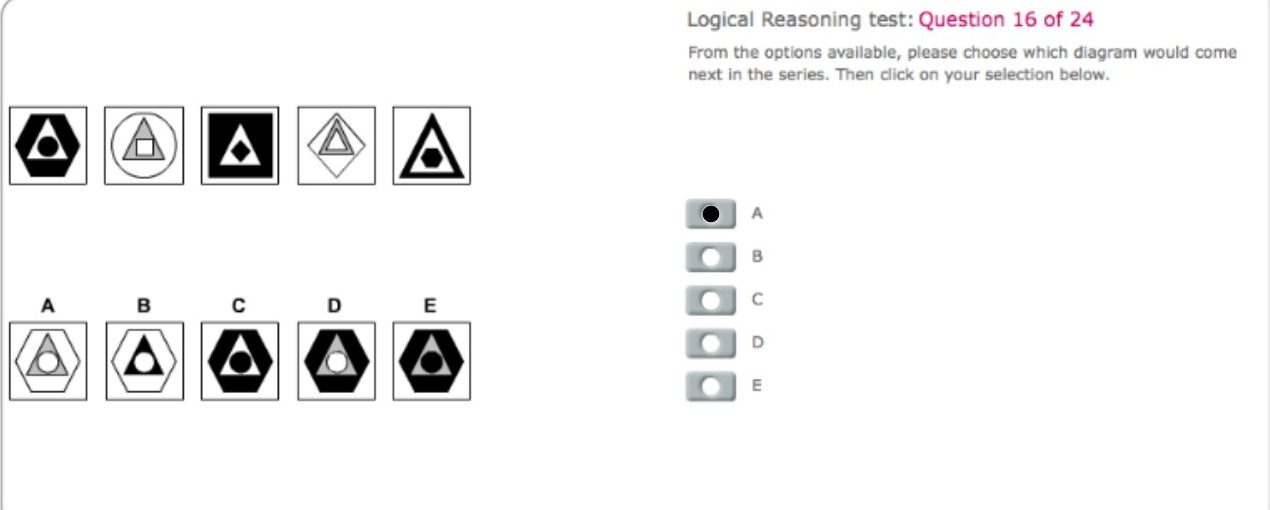 Logical Reasoning test: Question 16 of 24
From the options available, please choose which diagram would come
next in the series. Then click on your selection below.
A
B
C
D
E
A B C D E